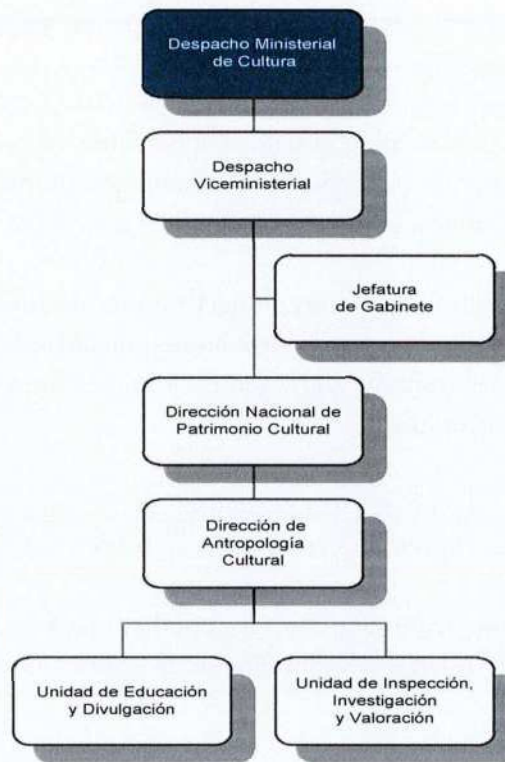 Despacho Ministerial
de Cultura
Despacho
Viceministerial
Jefatura
de Gabinete
Dirección Nacional de
Patrimonio Cultural
Dirección de
Antropología
Cultural
Unidad de Educación
y Divulgación
Unidad de Inspección,
Investigación
y Valoración